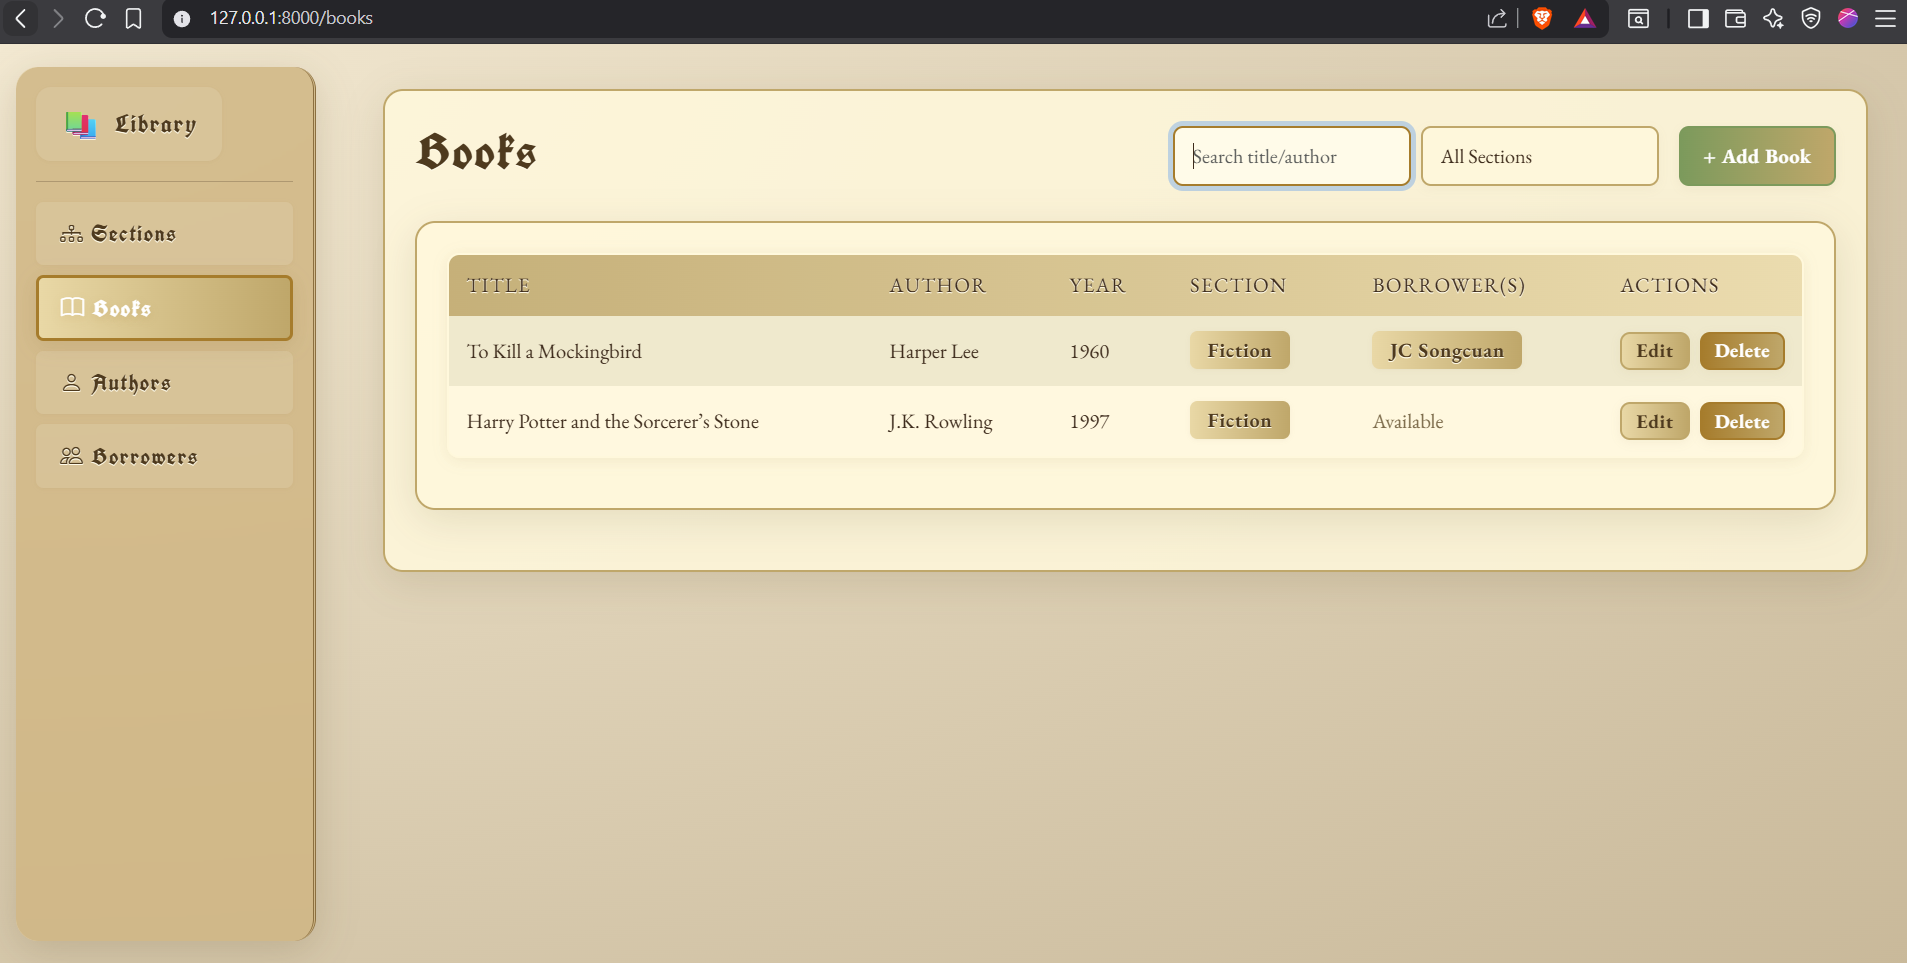 127.0.0.1:8000/books
Library
Sections
Books
Authors
Borrowers
Books
Search title/author
All Sections
+ Add Book
TITLE AUTHOR YEAR SECTION BORROWER(S) ACTIONS
To Kill a Mockingbird Harper Lee 1960 Fiction JC Songcuan Edit Delete
Harry Potter and the Sorcerer’s Stone J.K. Rowling 1997 Fiction Available Edit Delete